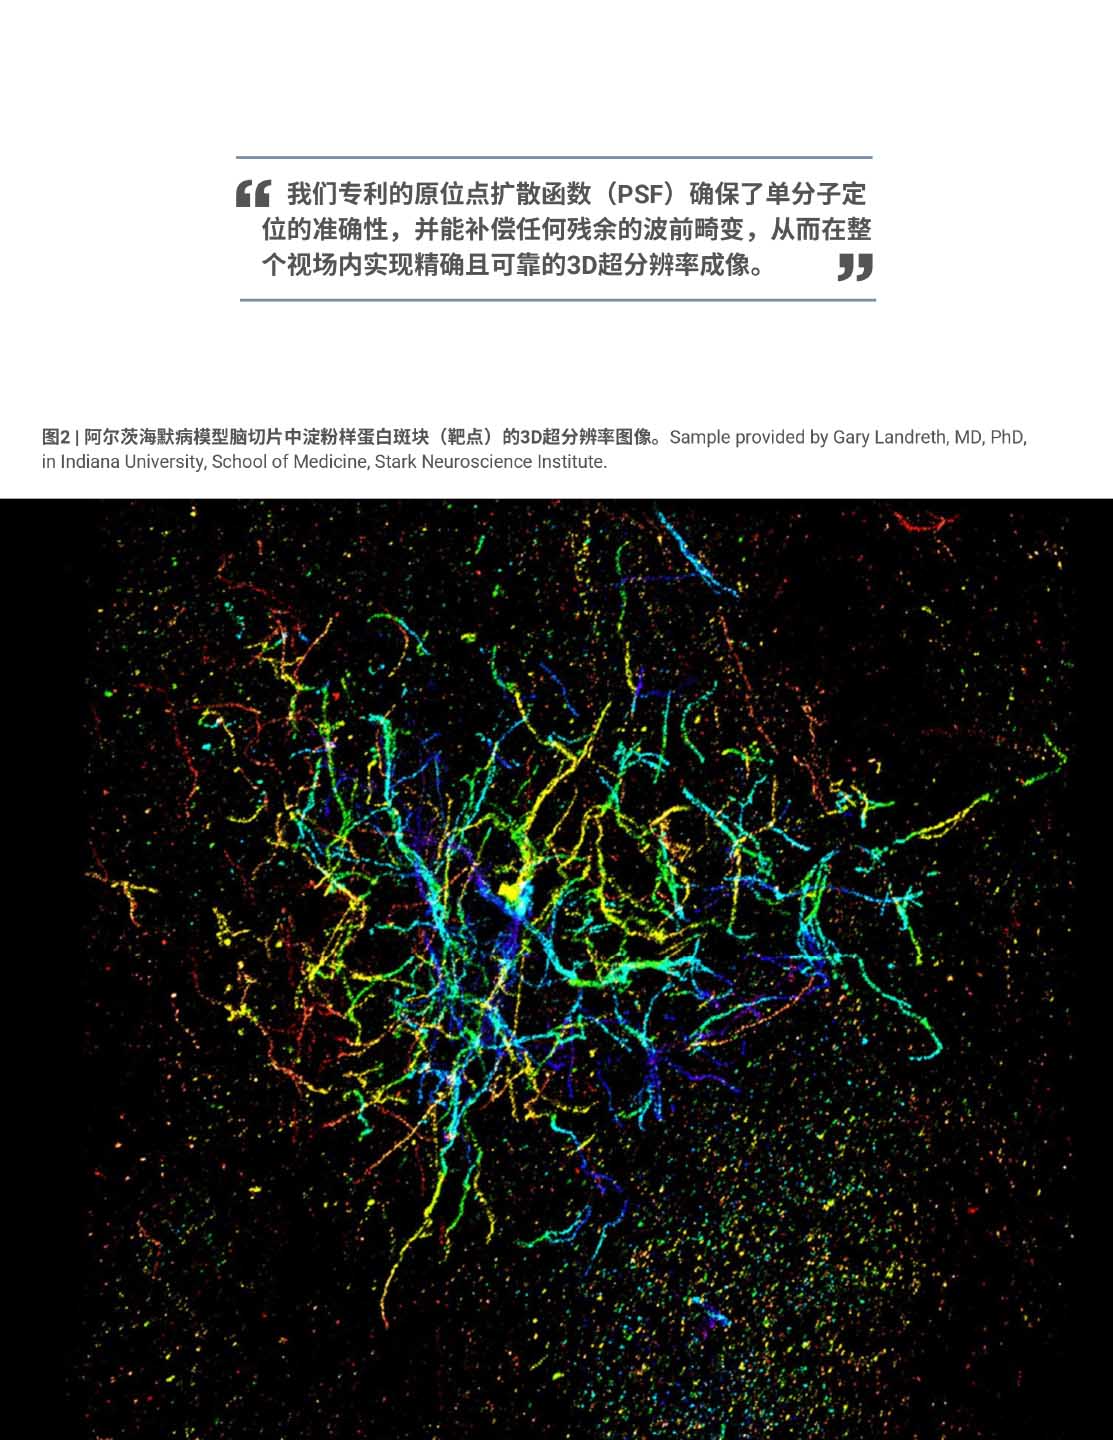 “我们专利的原位点扩散函数（PSF）确保了单分子定
位的准确性，并能补偿任何残余的波前畸变，从而在整
个视场内实现精确且可靠的3D超分辨率成像。”
图2 | 阿尔茨海默病模型脑切片中淀粉样蛋白斑块（靶点）的3D超分辨率图像。Sample provided by Gary Landreth, MD, PhD,
in Indiana University, School of Medicine, Stark Neuroscience Institute.